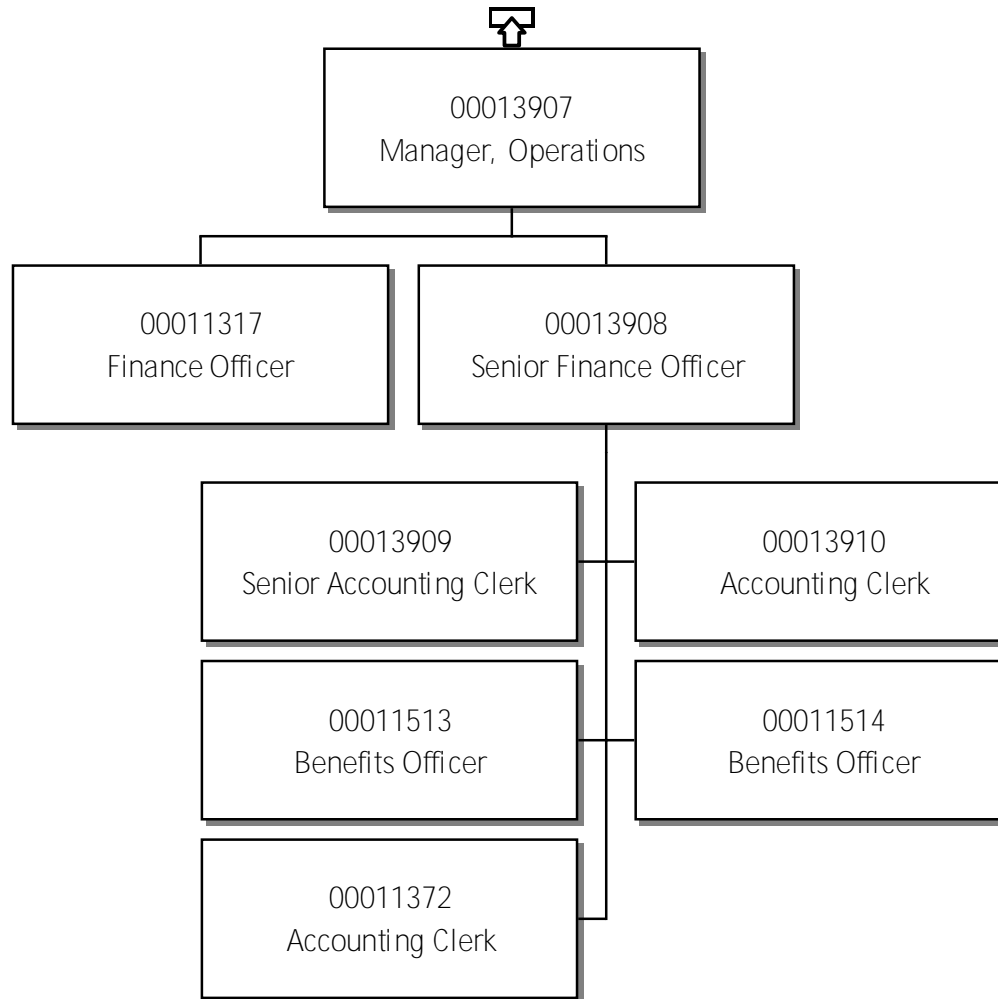 00013907
Manager, Operations
00011317
Finance Officer
00013908
Senior Finance Officer
00013909
Senior Accounting Clerk
00013910
Accounting Clerk
00011513
Benefits Officer
00011514
Benefits Officer
00011372
Accounting Clerk